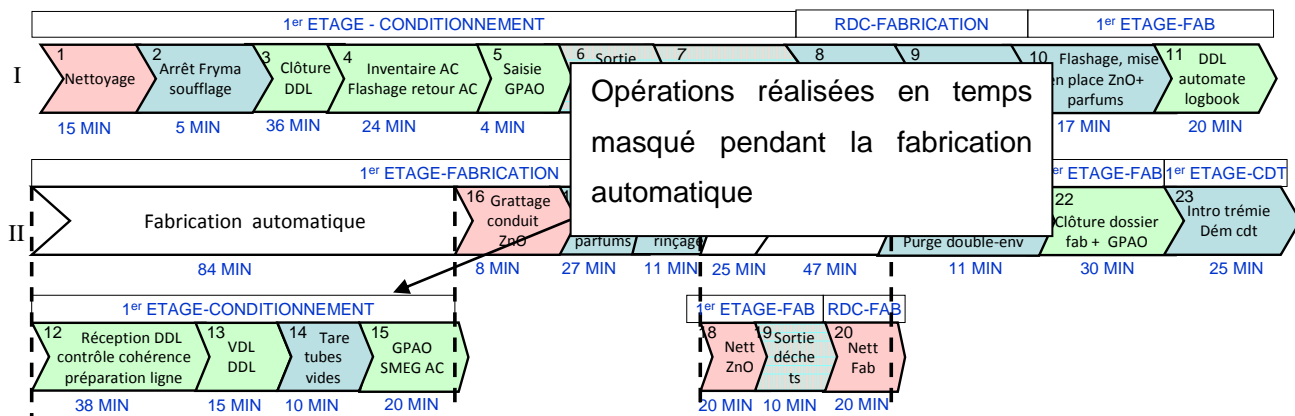 1er ETAGE - CONDITIONNEMENT RDC-FABRICATION 1er ETAGE-FAB
I
1 Nettoyage
2 Arrêt Fryma soufflage
3 Clôture DDL
4 Inventaire AC Flashage retour AC
5 Saisie GPAO
6 Sortie
7
8
9
10 Flashage, mise en place ZnO+ parfums
11 DDL automate logbook
15 MIN 5 MIN 36 MIN 24 MIN 4 MIN 17 MIN 20 MIN
Opérations réalisées en temps
masqué pendant la fabrication
automatique
1er ETAGE-FABRICATION 1er ETAGE-FAB 1er ETAGE-CDT
II
Fabrication automatique
16 Grattage conduit ZnO
parfums
rinçage
Purge double-env
22 Clôture dossier fab + GPAO
23 Intro trémie Dém cdt
84 MIN 8 MIN 27 MIN 11 MIN 25 MIN 47 MIN 11 MIN 30 MIN 25 MIN
1er ETAGE-CONDITIONNEMENT 1er ETAGE-FAB RDC-FAB
12 Réception DDL contrôle cohérence préparation ligne
13 VDL DDL
14 Tare tubes vides
15 GPAO SMEG AC
18 Nett ZnO
19 Sortie déche ts
20 Nett Fab
38 MIN 15 MIN 10 MIN 20 MIN 20 MIN 10 MIN 20 MIN